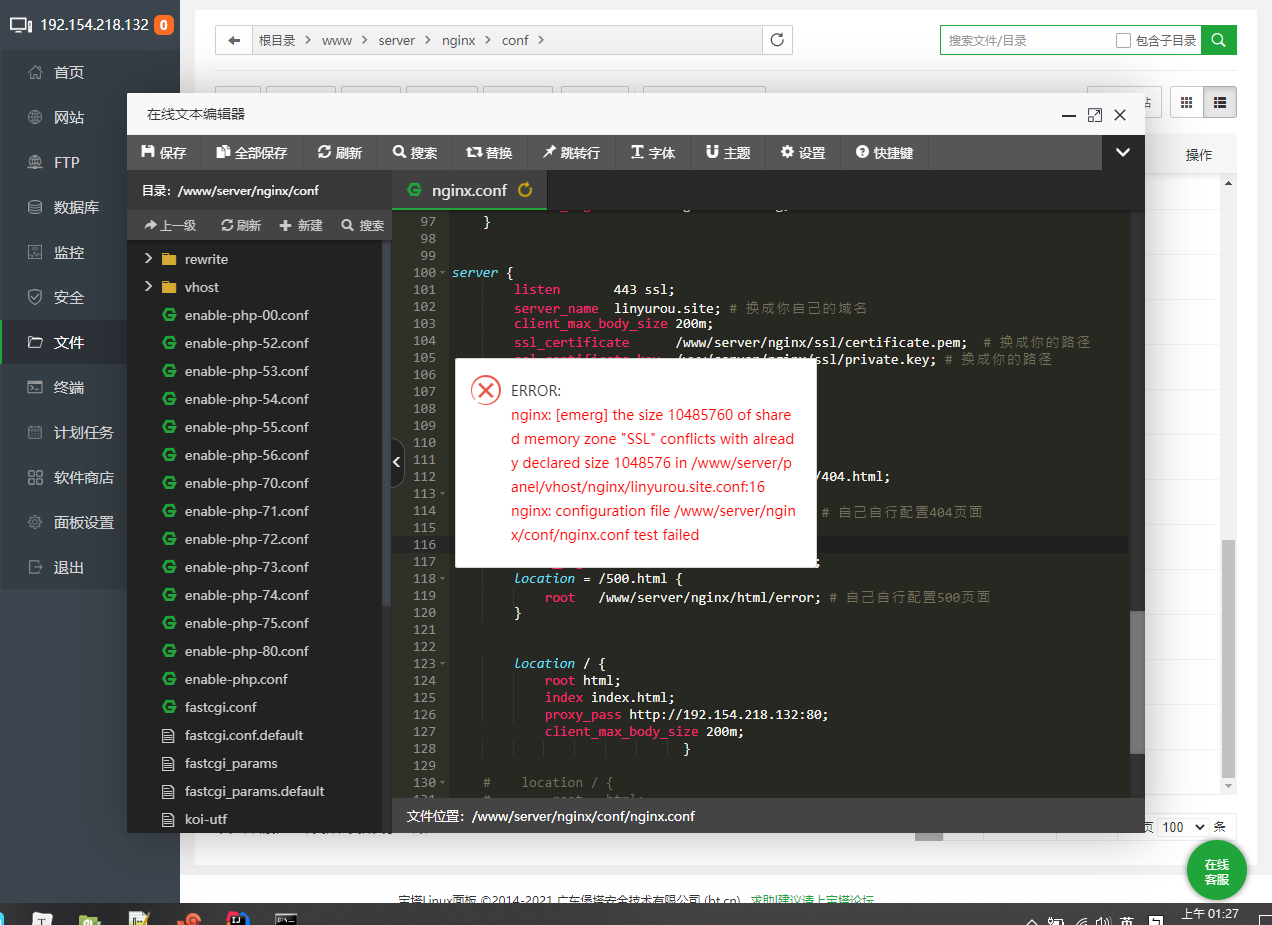 192.154.218.132 0
首页
网站
FTP
数据库
监控
安全
文件
终端
计划任务
软件商店
面板设置
退出
根目录 www server nginx conf
搜索文件/目录 包含子目录
操作
在线文本编辑器
保存 全部保存 刷新 搜索 替换 跳转行 字体 主题 设置 快捷键
目录: /www/server/nginx/conf
nginx.conf
上一级 刷新 新建 搜索
rewrite
vhost
enable-php-00.conf
enable-php-52.conf
enable-php-53.conf
enable-php-54.conf
enable-php-55.conf
enable-php-56.conf
enable-php-70.conf
enable-php-71.conf
enable-php-72.conf
enable-php-73.conf
enable-php-74.conf
enable-php-75.conf
enable-php-80.conf
enable-php.conf
fastcgi.conf
fastcgi.conf.default
fastcgi_params
fastcgi_params.default
koi-utf
97 }
98
99
100 server {
101 listen 443 ssl;
102 server_name linyurou.site; # 换成你自己的域名
103 client_max_body_size 200m;
104 ssl_certificate /www/server/nginx/ssl/certificate.pem; # 换成你的路径
105 ssl_certificate_key /www/server/nginx/ssl/private.key; # 换成你的路径
106
107
108
109
110
111
112 /404.html;
113
114 # 自己自行配置404页面
115
116
117 ;
118 location = /500.html {
119 root /www/server/nginx/html/error; # 自己自行配置500页面
120 }
121
122
123 location / {
124 root html;
125 index index.html;
126 proxy_pass http://192.154.218.132:80;
127 client_max_body_size 200m;
128 }
129
130 # location / {
ERROR:
nginx: [emerg] the size 10485760 of share
d memory zone "SSL" conflicts with alread
y declared size 1048576 in /www/server/p
anel/vhost/nginx/linyurou.site.conf:16
nginx: configuration file /www/server/ngin
x/conf/nginx.conf test failed
文件位置: /www/server/nginx/conf/nginx.conf
页 100 条
在线
客服
宝塔Linux面板 ©2014-2021 广东堡塔安全技术有限公司 (bt.cn) 求助|建议请上宝塔论坛
英 上午 01:27